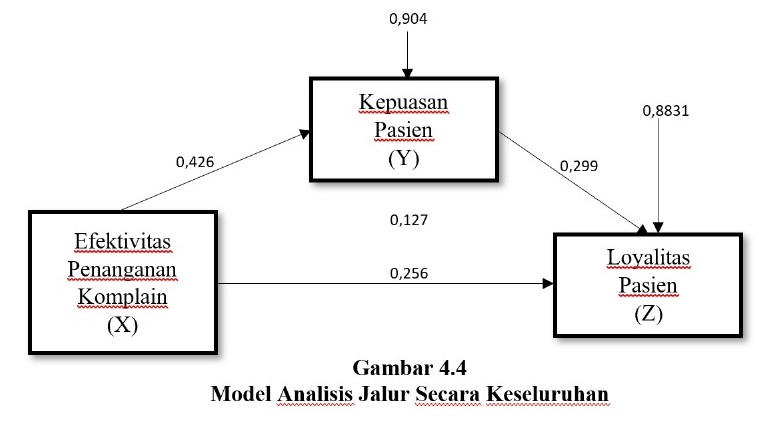 0,904
Kepuasan
Pasien
(Y)
0,8831
0,426
0,299
0,127
Efektivitas
Penanganan
Komplain
(X)
0,256
Loyalitas
Pasien
(Z)
Gambar 4.4
Model Analisis Jalur Secara Keseluruhan